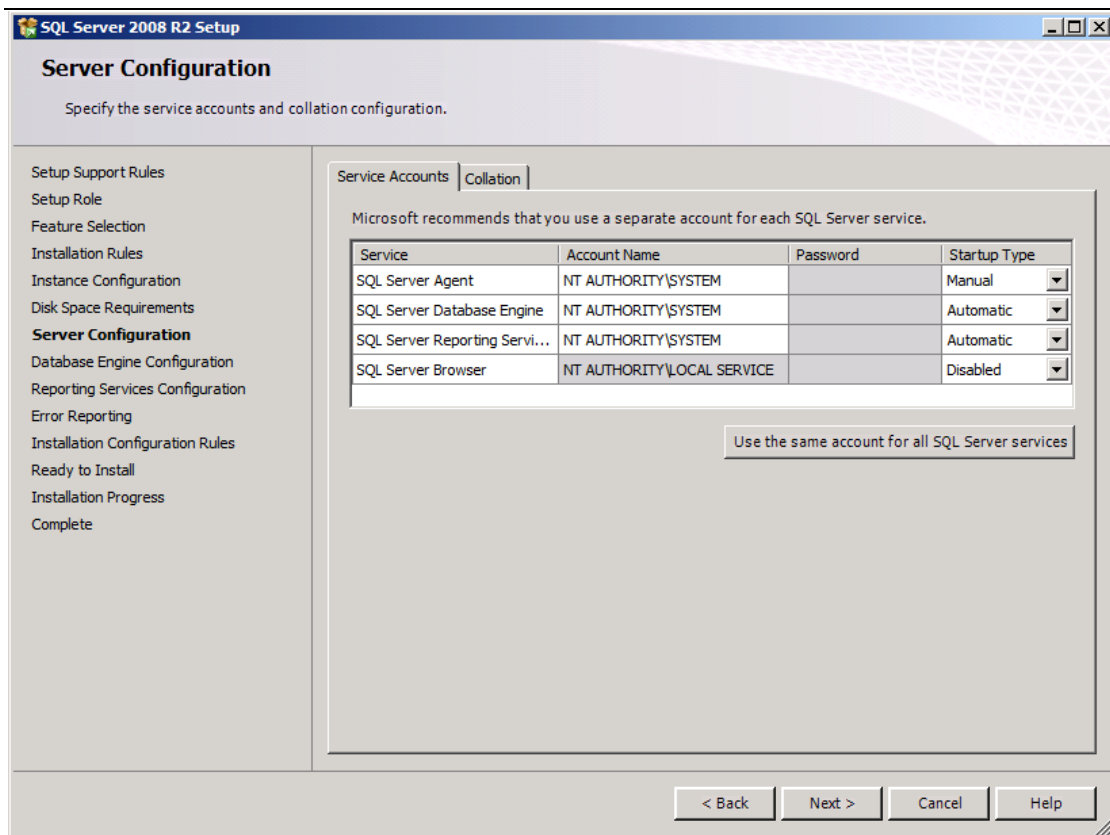 SQL Server 2008 R2 Setup
Server Configuration
Specify the service accounts and collation configuration.
Setup Support Rules
Setup Role
Feature Selection
Installation Rules
Instance Configuration
Disk Space Requirements
Server Configuration
Database Engine Configuration
Reporting Services Configuration
Error Reporting
Installation Configuration Rules
Ready to Install
Installation Progress
Complete
Service Accounts Collation
Microsoft recommends that you use a separate account for each SQL Server service.
Service Account Name Password Startup Type
SQL Server Agent NT AUTHORITY\SYSTEM Manual
SQL Server Database Engine NT AUTHORITY\SYSTEM Automatic
SQL Server Reporting Servi... NT AUTHORITY\SYSTEM Automatic
SQL Server Browser NT AUTHORITY\LOCAL SERVICE Disabled
Use the same account for all SQL Server services
< Back Next > Cancel Help